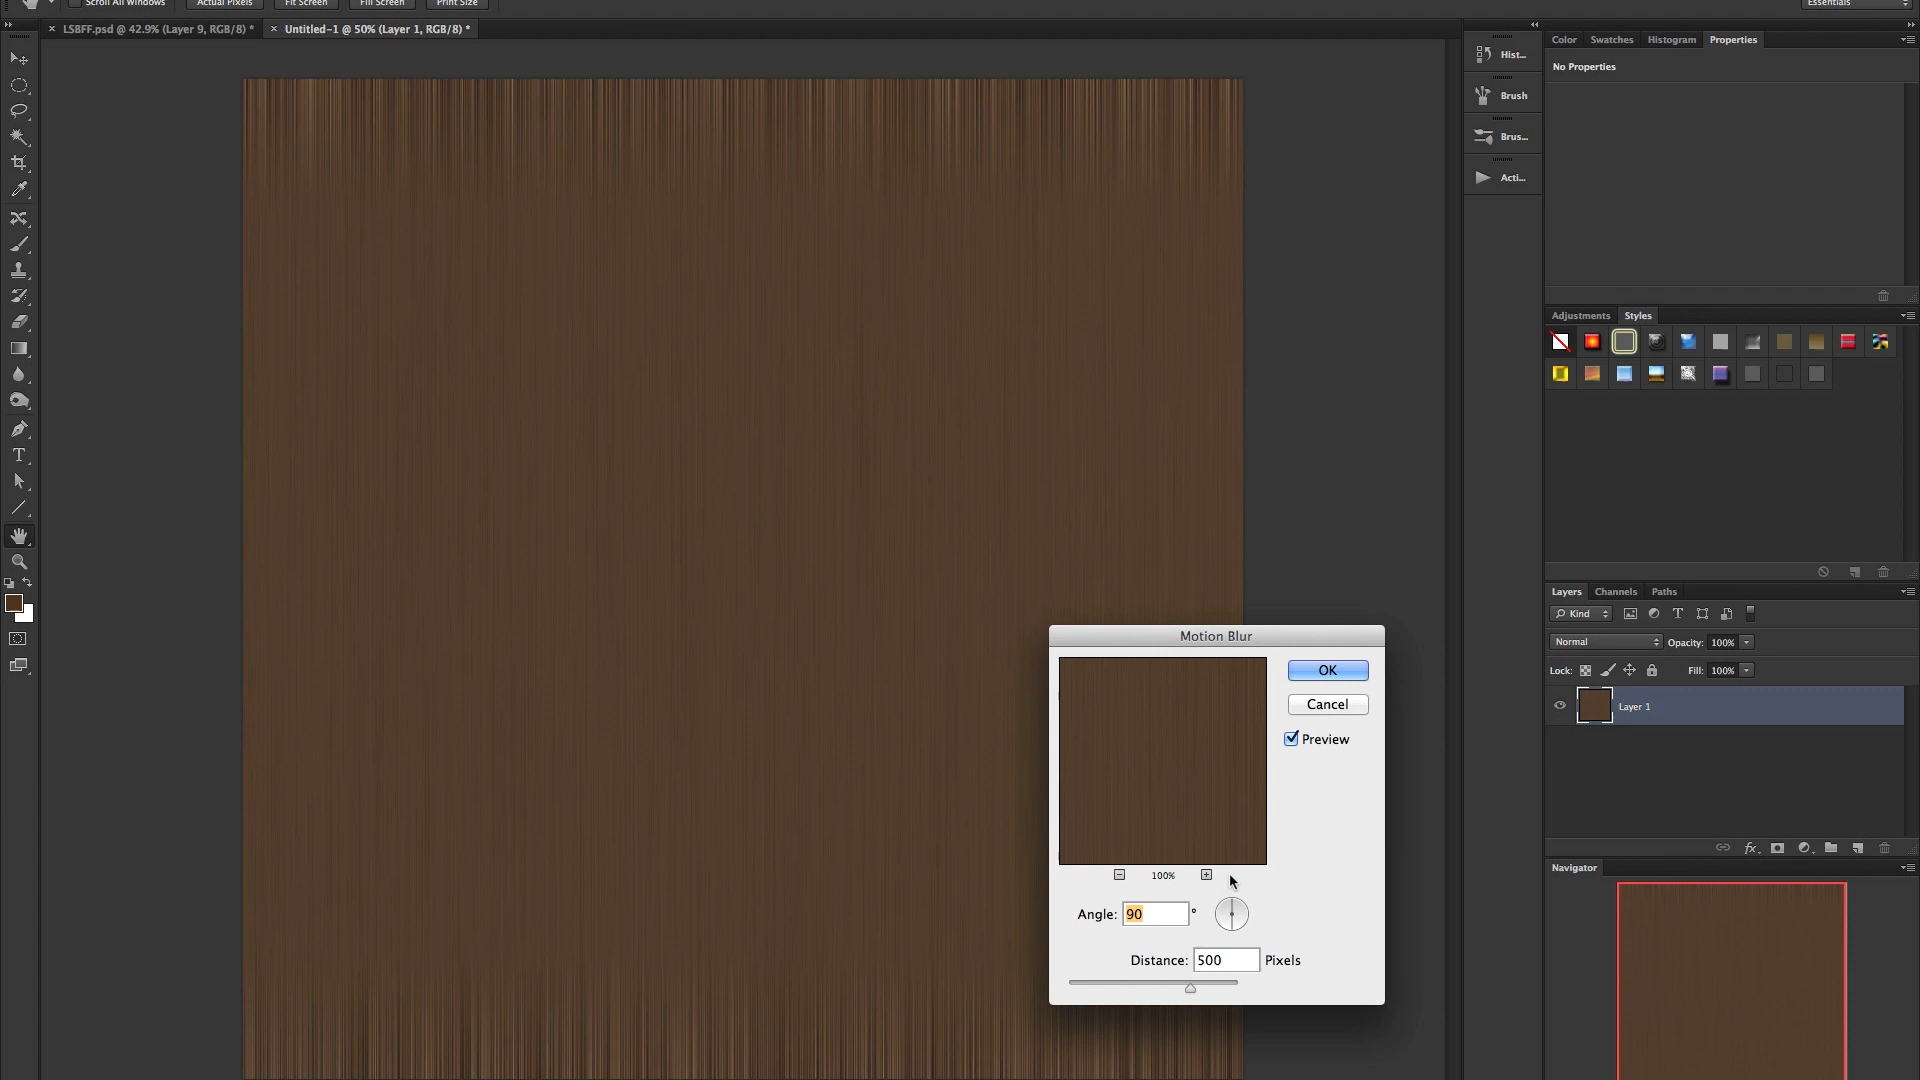 Scroll All Windows
Actual Pixels
Fit Screen
Fill Screen
Print Size
Essentials
LSBFF.psd @ 42.9% (Layer 9, RGB/8) *
Untitled-1 @ 50% (Layer 1, RGB/8) *
Hist...
Brush
Brus...
Acti...
Color
Swatches
Histogram
Properties
No Properties
Adjustments
Styles
Layers
Channels
Paths
Kind
Normal
Opacity: 100%
Lock:
Fill: 100%
Layer 1
Navigator
Motion Blur
OK
Cancel
Preview
100%
Angle: 90 °
Distance: 500 Pixels